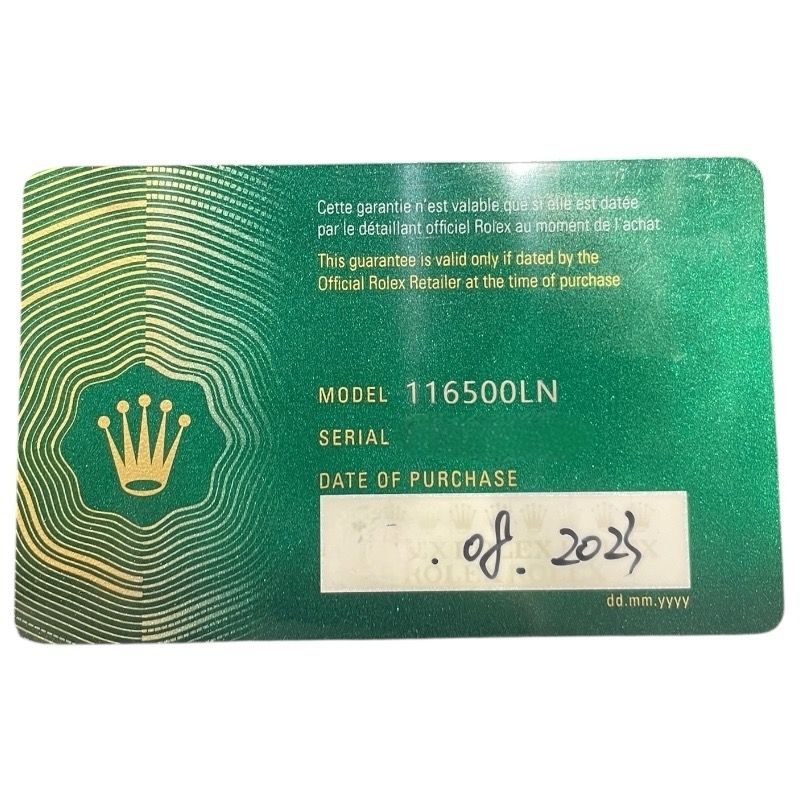 Cette garantie n'est valable que si elle est datée
par le détaillant officiel Rolex au moment de l'achat
This guarantee is valid only if dated by the
Official Rolex Retailer at the time of purchase
MODEL 116500LN
SERIAL
DATE OF PURCHASE
. 08. 2023
ROLEX ROLEX
dd.mm.yyyy